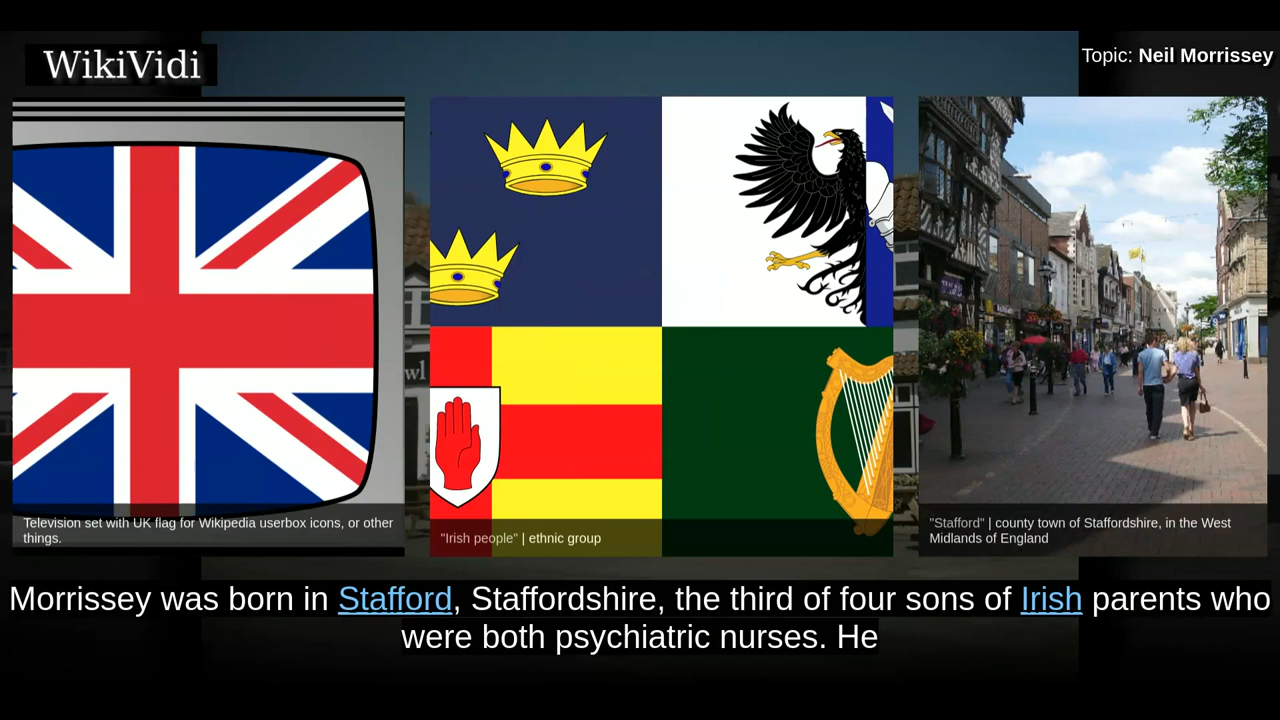 WikiVidi
Topic: Neil Morrissey
wl
Television set with UK flag for Wikipedia userbox icons, or other
things.
"Irish people" | ethnic group
"Stafford" | county town of Staffordshire, in the West
Midlands of England
Morrissey was born in Stafford, Staffordshire, the third of four sons of Irish parents who
were both psychiatric nurses. He